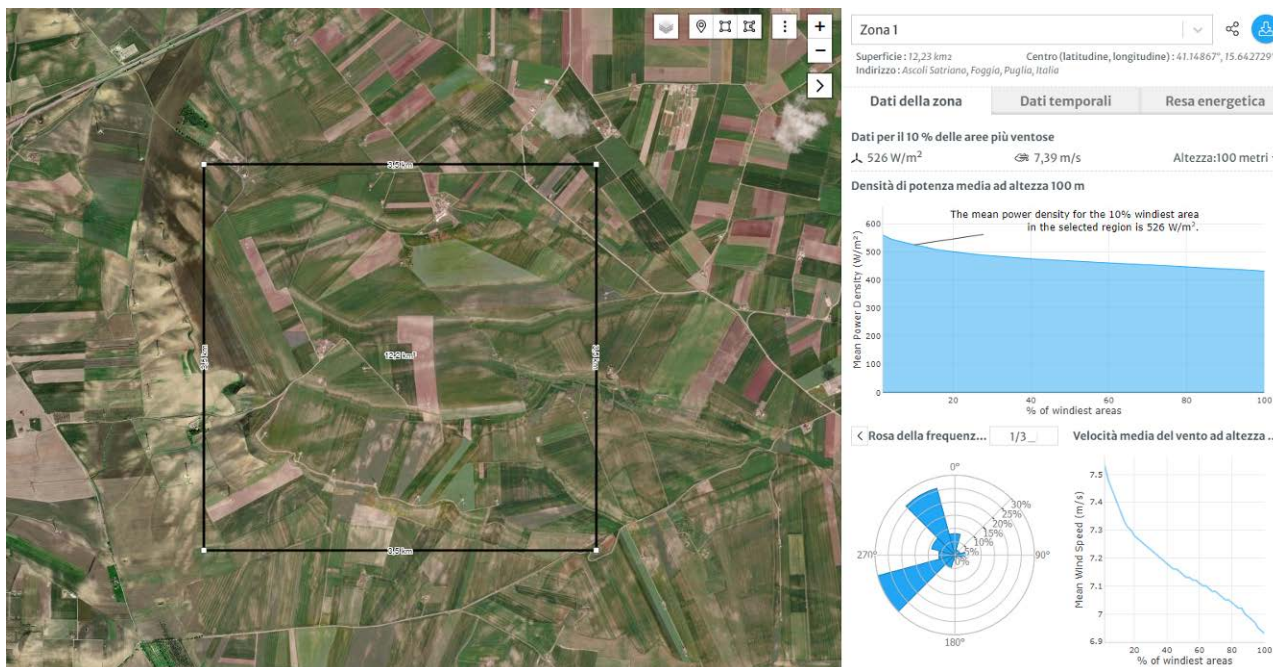 3,5 km
3,5 km
12,2 km²
3,5 km
3,5 km
+
−
Zona 1
Superficie : 12,23 km2 Centro (latitudine, longitudine) : 41.14867°, 15.642729°
Indirizzo : Ascoli Satriano, Foggia, Puglia, Italia
Dati della zona Dati temporali Resa energetica
Dati per il 10 % delle aree più ventose
526 W/m² 7,39 m/s Altezza:100 metri
Densità di potenza media ad altezza 100 m
The mean power density for the 10% windiest area
in the selected region is 526 W/m².
Mean Power Density (W/m²)
600
500
400
300
200
100
0
20 40 60 80 100
% of windiest areas
Rosa della frequenz... 1/3_ Velocità media del vento ad altezza ...
0°
90°
180°
270°
30%
25%
20%
15%
10%
5%
0%
Mean Wind Speed (m/s)
7.5
7.4
7.3
7.2
7.1
7
6.9
20 40 60 80 100
% of windiest areas